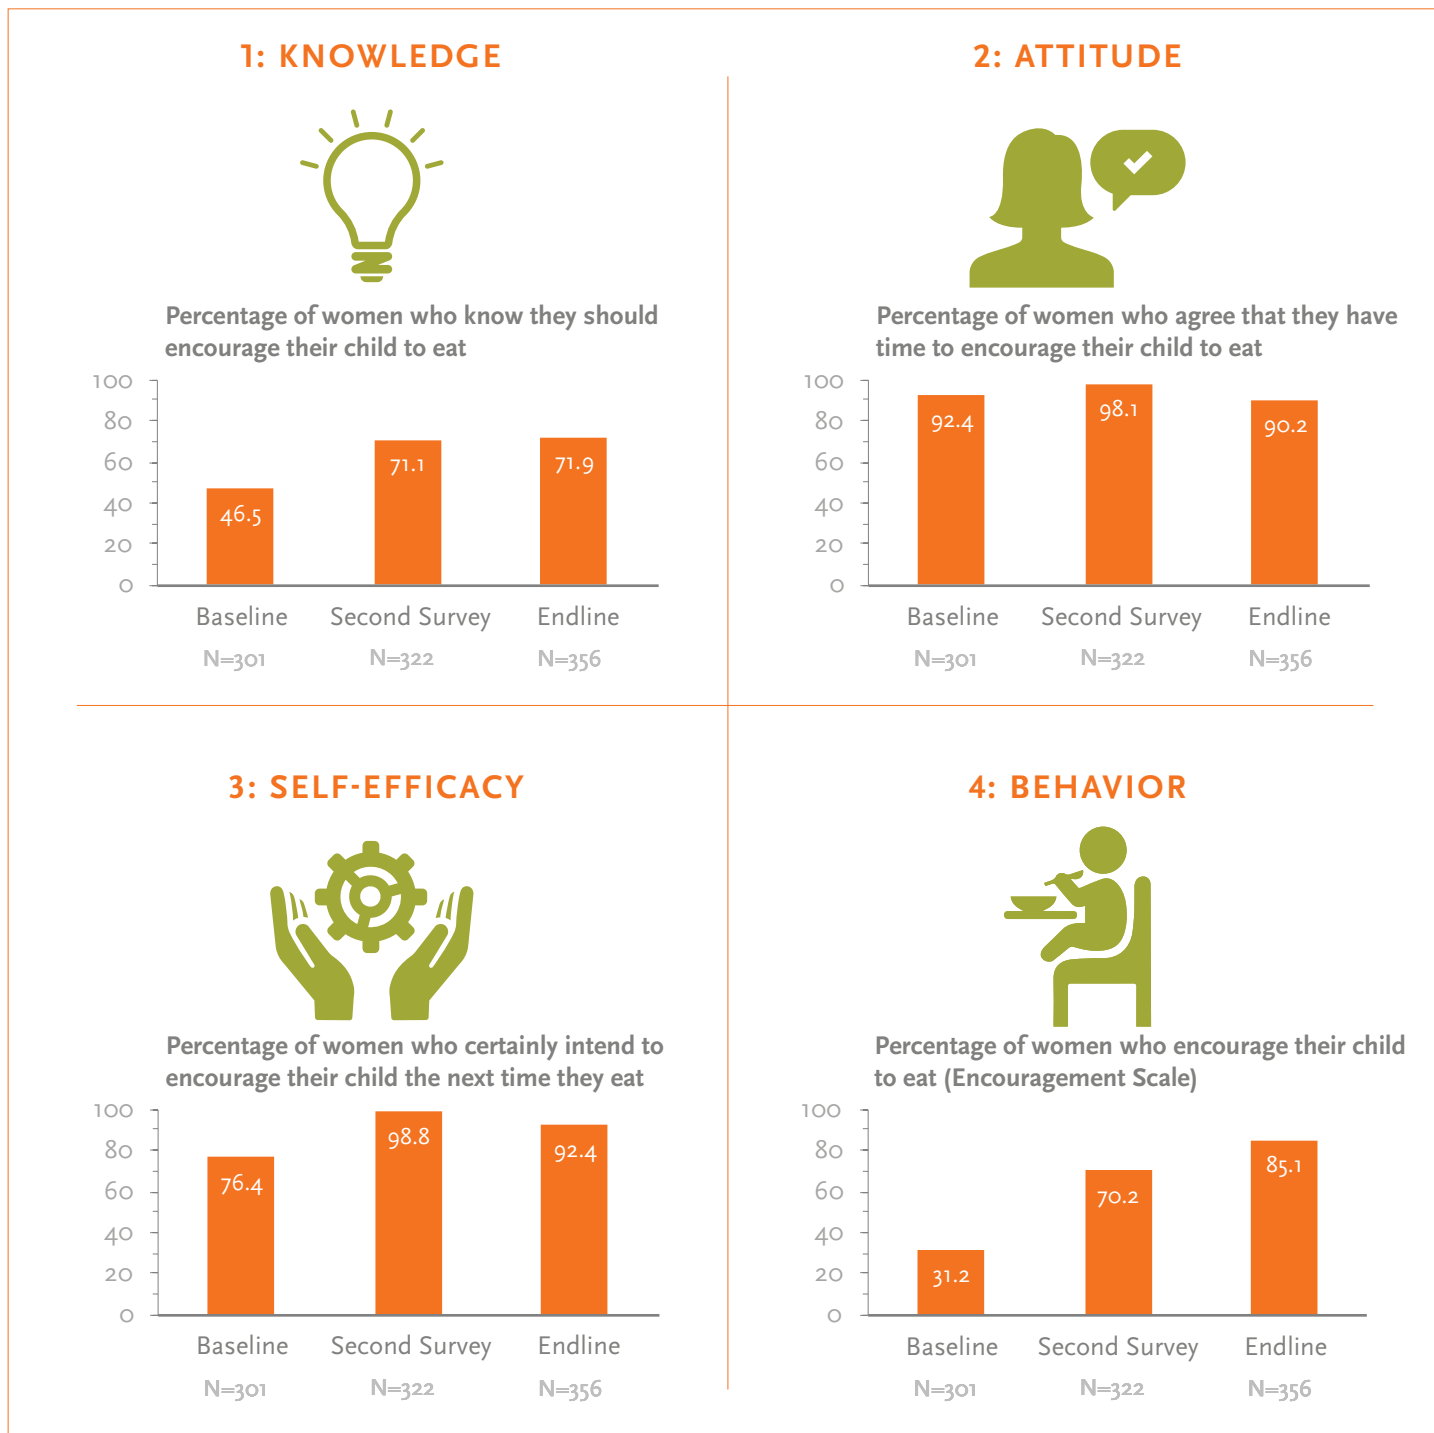 1: KNOWLEDGE
Percentage of women who know they should
encourage their child to eat
100
80
60
40
20
0
46.5
71.1
71.9
Baseline
Second Survey
Endline
N=301
N=322
N=356
2: ATTITUDE
Percentage of women who agree that they have
time to encourage their child to eat
100
80
60
40
20
0
92.4
98.1
90.2
Baseline
Second Survey
Endline
N=301
N=322
N=356
3: SELF-EFFICACY
Percentage of women who certainly intend to
encourage their child the next time they eat
100
80
60
40
20
0
76.4
98.8
92.4
Baseline
Second Survey
Endline
N=301
N=322
N=356
4: BEHAVIOR
Percentage of women who encourage their child
to eat (Encouragement Scale)
100
80
60
40
20
0
31.2
70.2
85.1
Baseline
Second Survey
Endline
N=301
N=322
N=356